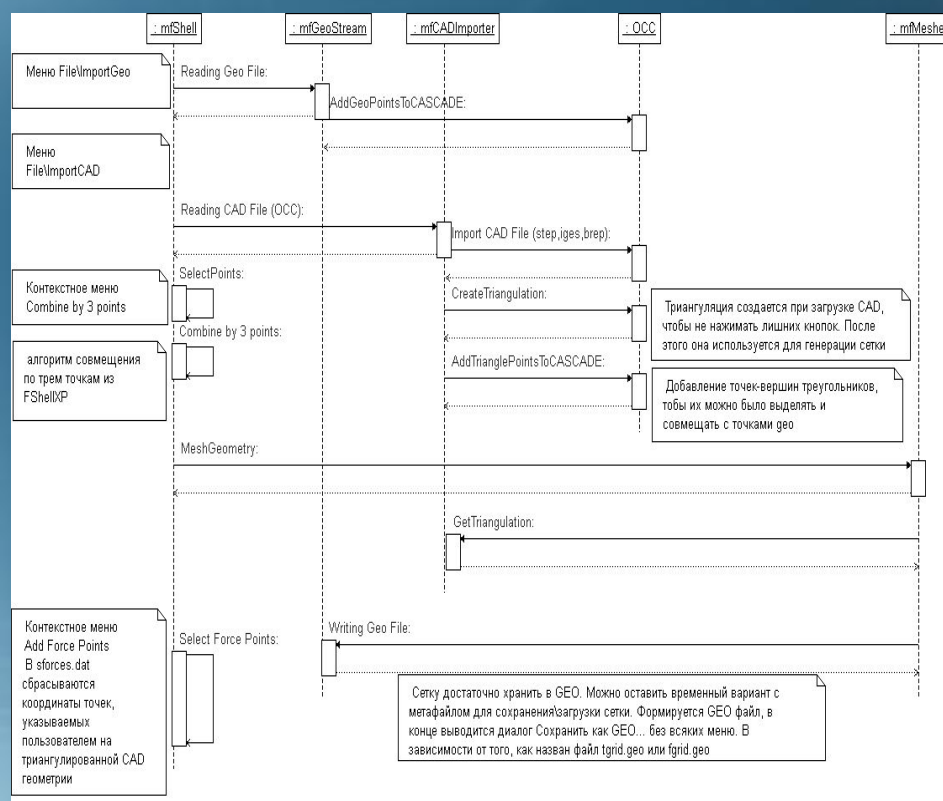 : mfShell
: mfGeoStream
: mfCADImporter
: OCC
: mfMeshe
Меню File\ImportGeo
Reading Geo File:
AddGeoPointsToCASCADE:
Меню
File\ImportCAD
Reading CAD File (OCC):
Import CAD File (step,iges,brep):
SelectPoints:
Контекстное меню
Combine by 3 points
CreateTriangulation:
Триангуляция создается при загрузке CAD,
чтобы не нажимать лишних кнопок. После
этого она используется для генерации сетки
Combine by 3 points:
алгоритм совмещения
по трем точкам из
FShellXP
AddTrianglePointsToCASCADE:
Добавление точек-вершин треугольников,
тобы их можно было выделять и
совмещать с точками geo
MeshGeometry:
GetTriangulation:
Контекстное меню
Add Force Points
В sforces.dat
сбрасываются
координаты точек,
указываемых
пользователем на
триангулированной CAD
геометрии
Select Force Points:
Writing Geo File:
Сетку достаточно хранить в GEO. Можно оставить временный вариант с
метафайлом для сохранения\загрузки сетки. Формируется GEO файл, в
конце выводится диалог Сохранить как GEO... без всяких меню. В
зависимости от того, как назван файл tgrid.geo или fgrid.geo